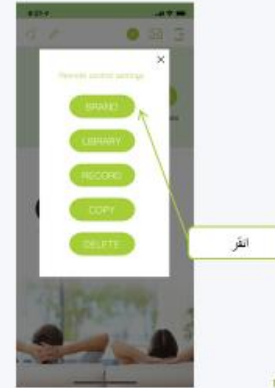 Remote control settings
BRAND
LIBRARY
RECORD
COPY
DELETE
انقر